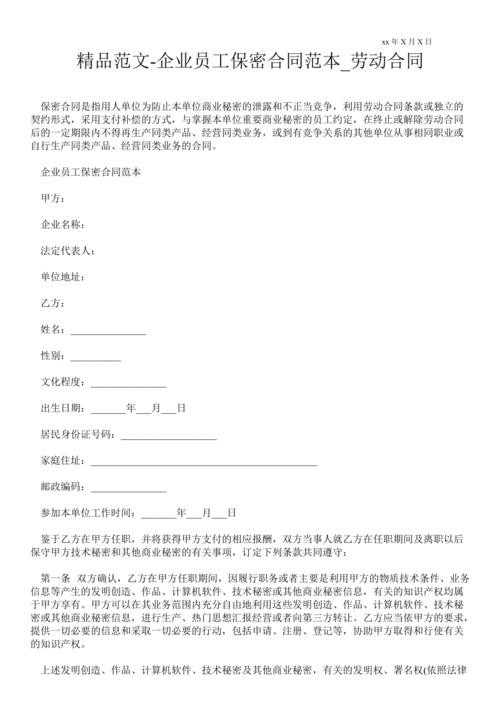 xx年X月X日
精品范文-企业员工保密合同范本_劳动合同
保密合同是指用人单位为防止本单位商业秘密的泄露和不正当竞争，利用劳动合同条款或独立的
契约形式，采用支付补偿的方式，与掌握本单位重要商业秘密的员工约定，在终止或解除劳动合同
后的一定期限内不得再生产同类产品、经营同类业务，或到有竞争关系的其他单位从事相同职业或
自行生产同类产品、经营同类业务的合同。
企业员工保密合同范本
甲方：
企业名称：
法定代表人：
单位地址：
乙方：
姓名：_______________
性别：__________
文化程度：_______________
出生日期：_______年___月___日
居民身份证号码：___________________
家庭住址：_____________________________________________
邮政编码：_______________
参加本单位工作时间：_______年___月___日
鉴于乙方在甲方任职，并将获得甲方支付的相应报酬，双方当事人就乙方在任职期间及离职以后
保守甲方技术秘密和其他商业秘密的有关事项，订定下列条款共同遵守：
第一条 双方确认，乙方在甲方任职期间，因履行职务或者主要是利用甲方的物质技术条件、业务
信息等产生的发明创造、作品、计算机软件、技术秘密或其他商业秘密信息，有关的知识产权均属
于甲方享有。甲方可以在其业务范围内充分自由地利用这些发明创造、作品、计算机软件、技术秘
密或其他商业秘密信息，进行生产、热门思想汇报经营或者向第三方转让。乙方应当依甲方的要求，
提供一切必要的信息和采取一切必要的行动，包括申请、注册、登记等，协助甲方取得和行使有关
的知识产权。
上述发明创造、作品、计算机软件、技术秘密及其他商业秘密，有关的发明权、署名权(依照法律